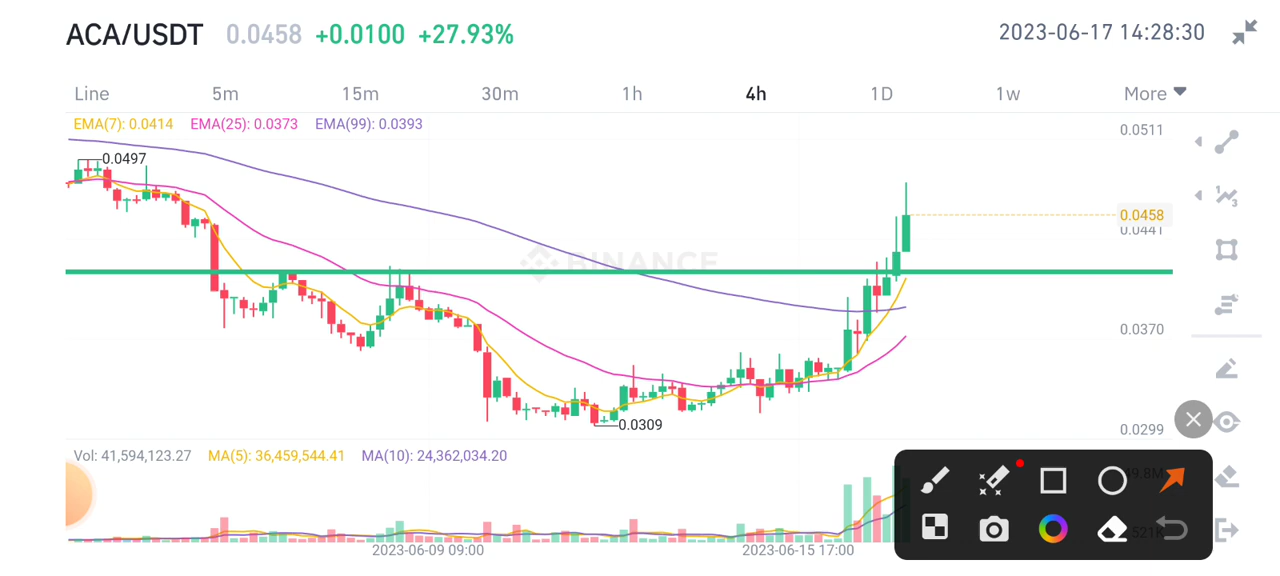 ACA/USDT 0.0458 +0.0100 +27.93% 2023-06-17 14:28:30
Line 5m 15m 30m 1h 4h 1D 1w More
EMA(7): 0.0414 EMA(25): 0.0373 EMA(99): 0.0393
0.0511
0.0497
0.0458
0.0441
BINANCE
0.0370
0.0309
0.0299
Vol: 41,594,123.27 MA(5): 36,459,544.41 MA(10): 24,362,034.20
2023-06-09 09:00 2023-06-15 17:00